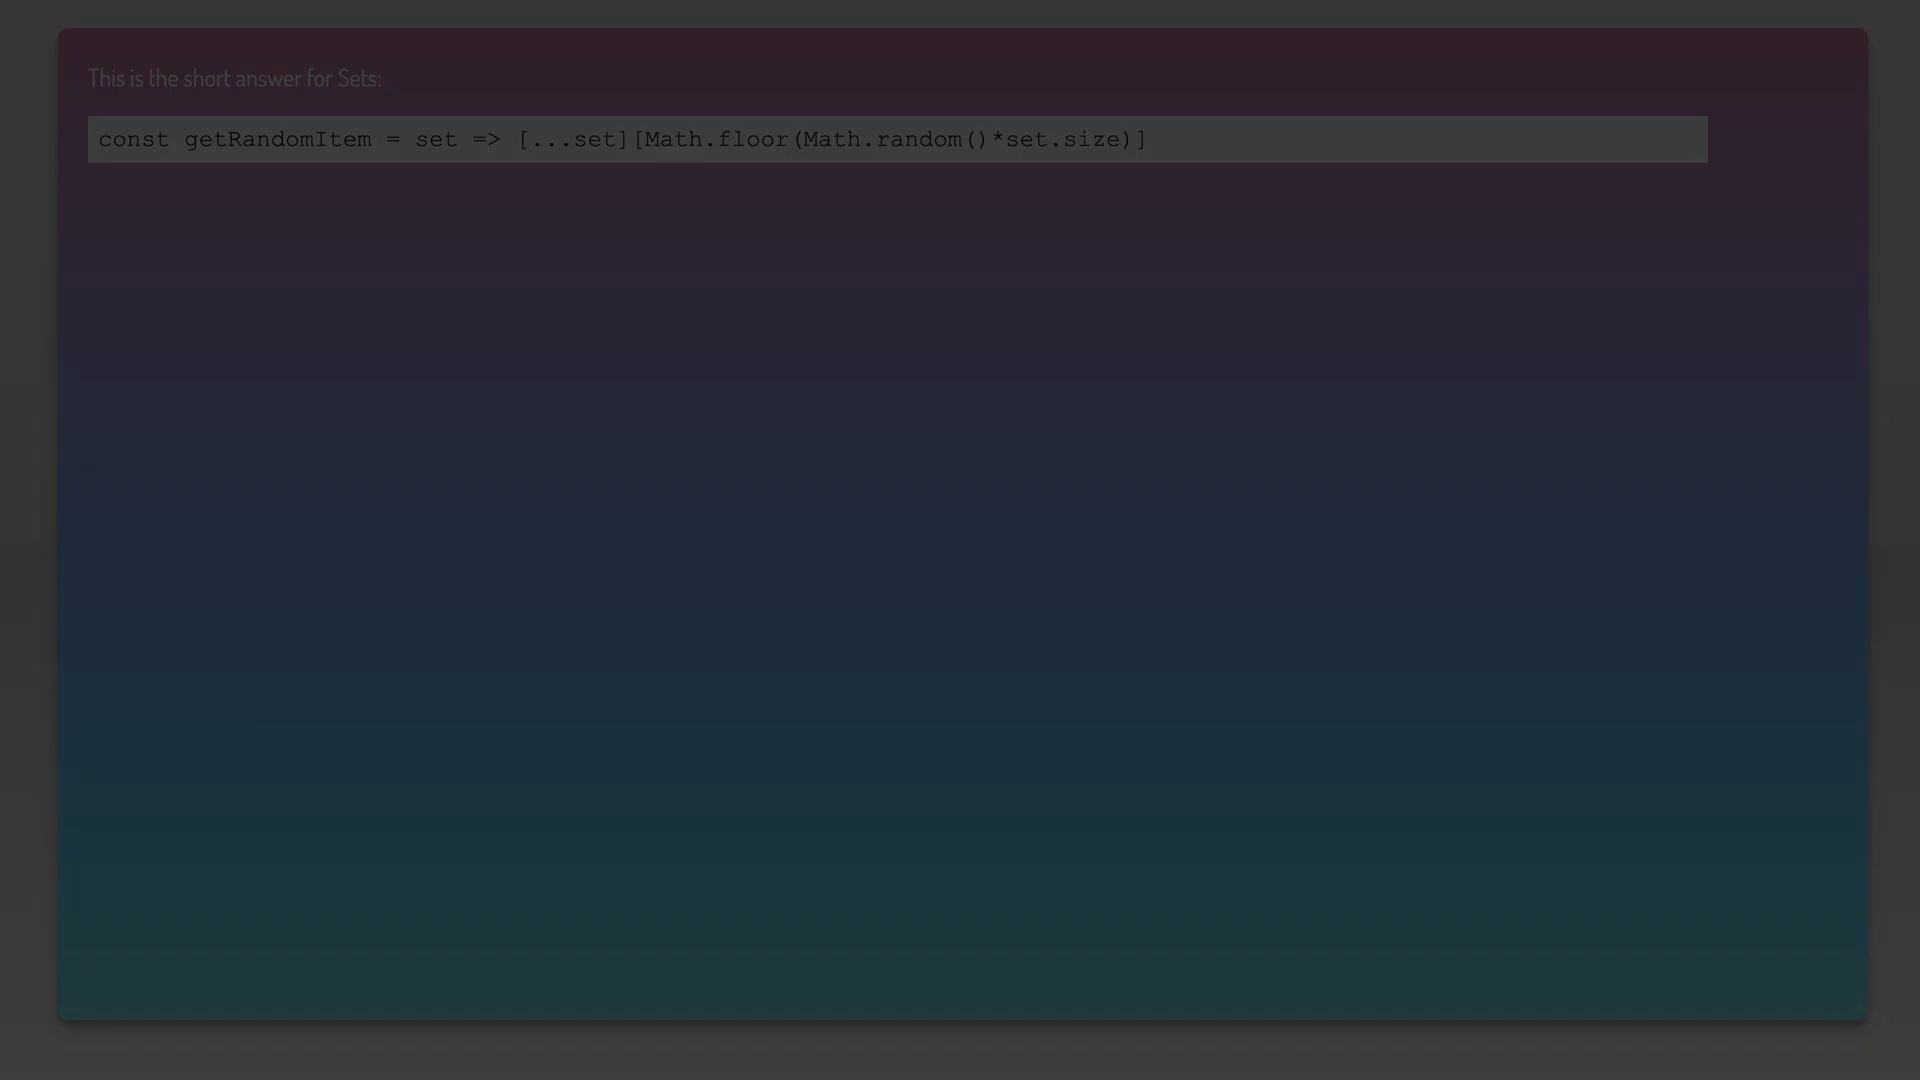 This is the short answer for Sets:
const getRandomItem = set => [...set][Math.floor(Math.random()*set.size)]